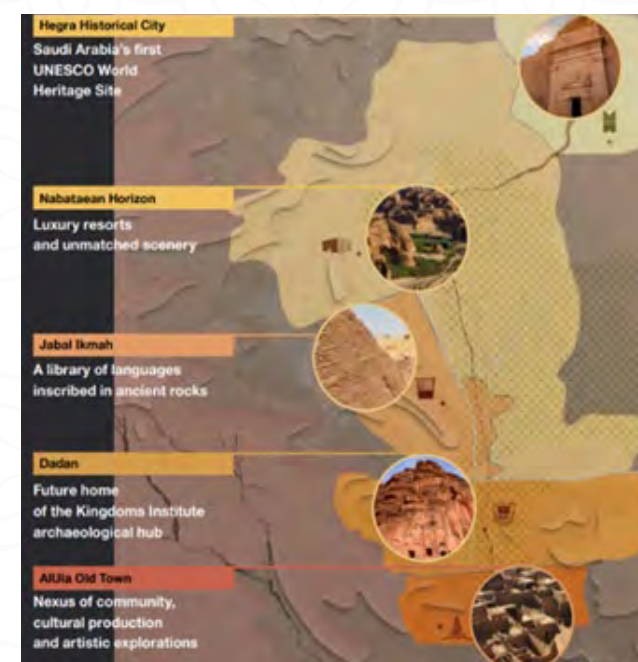 Hegra Historical City
Saudi Arabia's first
UNESCO World
Heritage Site
Nabataean Horizon
Luxury resorts
and unmatched scenery
Jabal Ikmah
A library of languages
inscribed in ancient rocks
Dadan
Future home
of the Kingdoms Institute
archaeological hub
AlUla Old Town
Nexus of community,
cultural production
and artistic explorations